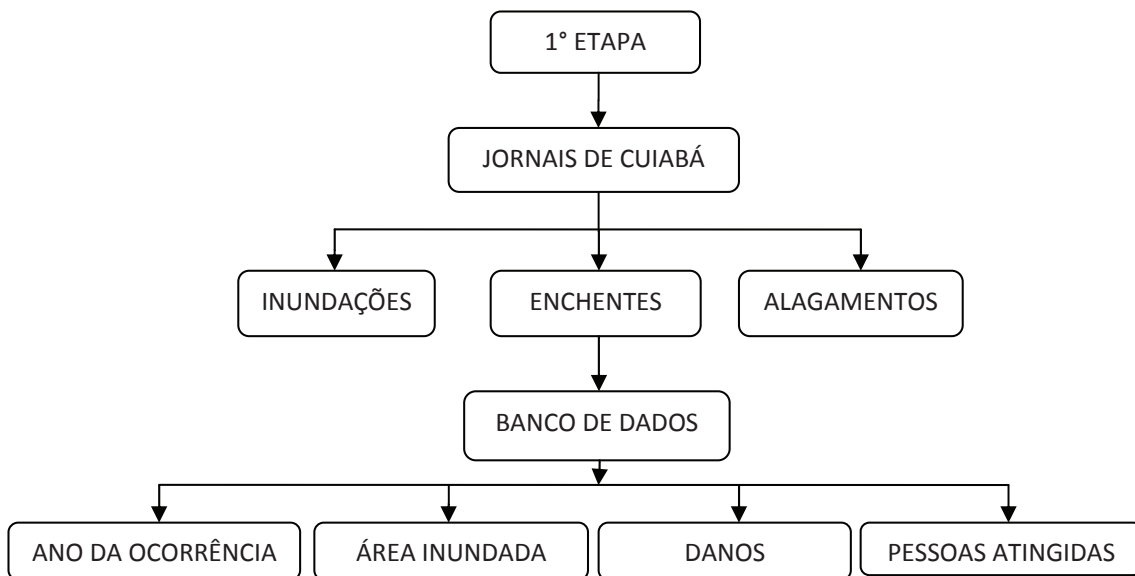 1° ETAPA
JORNAIS DE CUIABÁ
INUNDAÇÕES
ENCHENTES
ALAGAMENTOS
BANCO DE DADOS
ANO DA OCORRÊNCIA
ÁREA INUNDADA
DANOS
PESSOAS ATINGIDAS